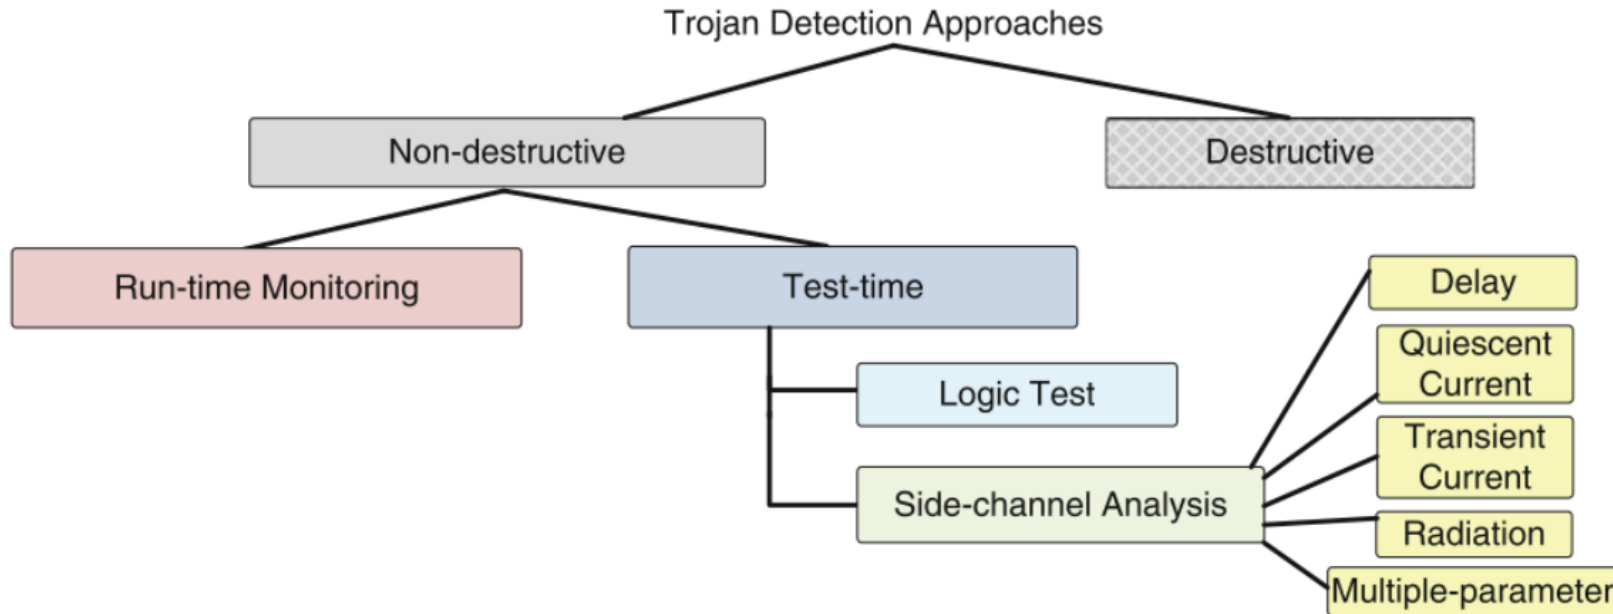 Trojan Detection Approaches
Non-destructive
Destructive
Run-time Monitoring
Test-time
Delay
Quiescent
Current
Logic Test
Transient
Current
Side-channel Analysis
Radiation
Multiple-parameter